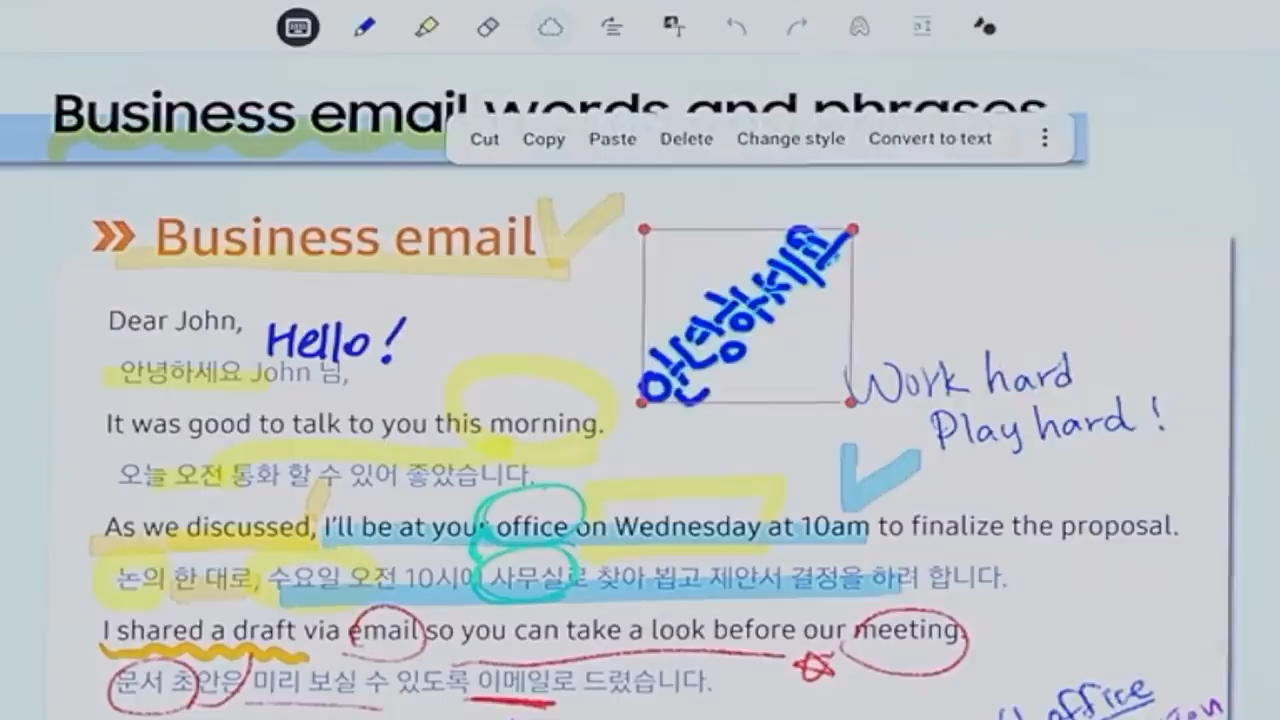 Business email words and phrases
Cut Copy Paste Delete Change style Convert to text
» Business email
안녕하세요
Dear John,
Hello!
안녕하세요 John 님,
Work hard
Play hard!
It was good to talk to you this morning.
오늘 오전 통화 할 수 있어 좋았습니다.
As we discussed, I'll be at your office on Wednesday at 10am to finalize the proposal.
논의 한 대로, 수요일 오전 10시에 사무실로 찾아 뵙고 제안서 결정을 하려 합니다.
I shared a draft via email so you can take a look before our meeting.
문서 초안은 미리 보실 수 있도록 이메일로 드렸습니다.
office